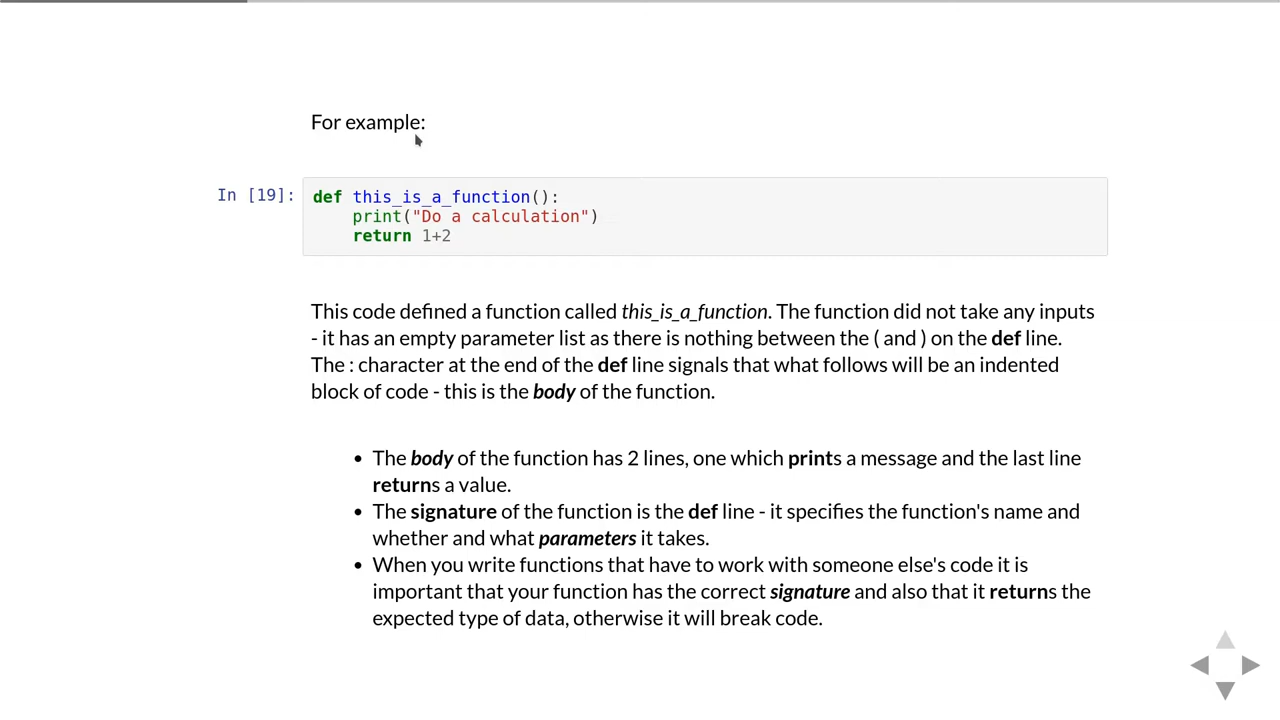 For example:
In [19]:
def this_is_a_function():
    print("Do a calculation")
    return 1+2
This code defined a function called this_is_a_function. The function did not take any inputs
- it has an empty parameter list as there is nothing between the ( and ) on the def line.
The : character at the end of the def line signals that what follows will be an indented
block of code - this is the body of the function.
• The body of the function has 2 lines, one which prints a message and the last line
returns a value.
• The signature of the function is the def line - it specifies the function's name and
whether and what parameters it takes.
• When you write functions that have to work with someone else's code it is
important that your function has the correct signature and also that it returns the
expected type of data, otherwise it will break code.